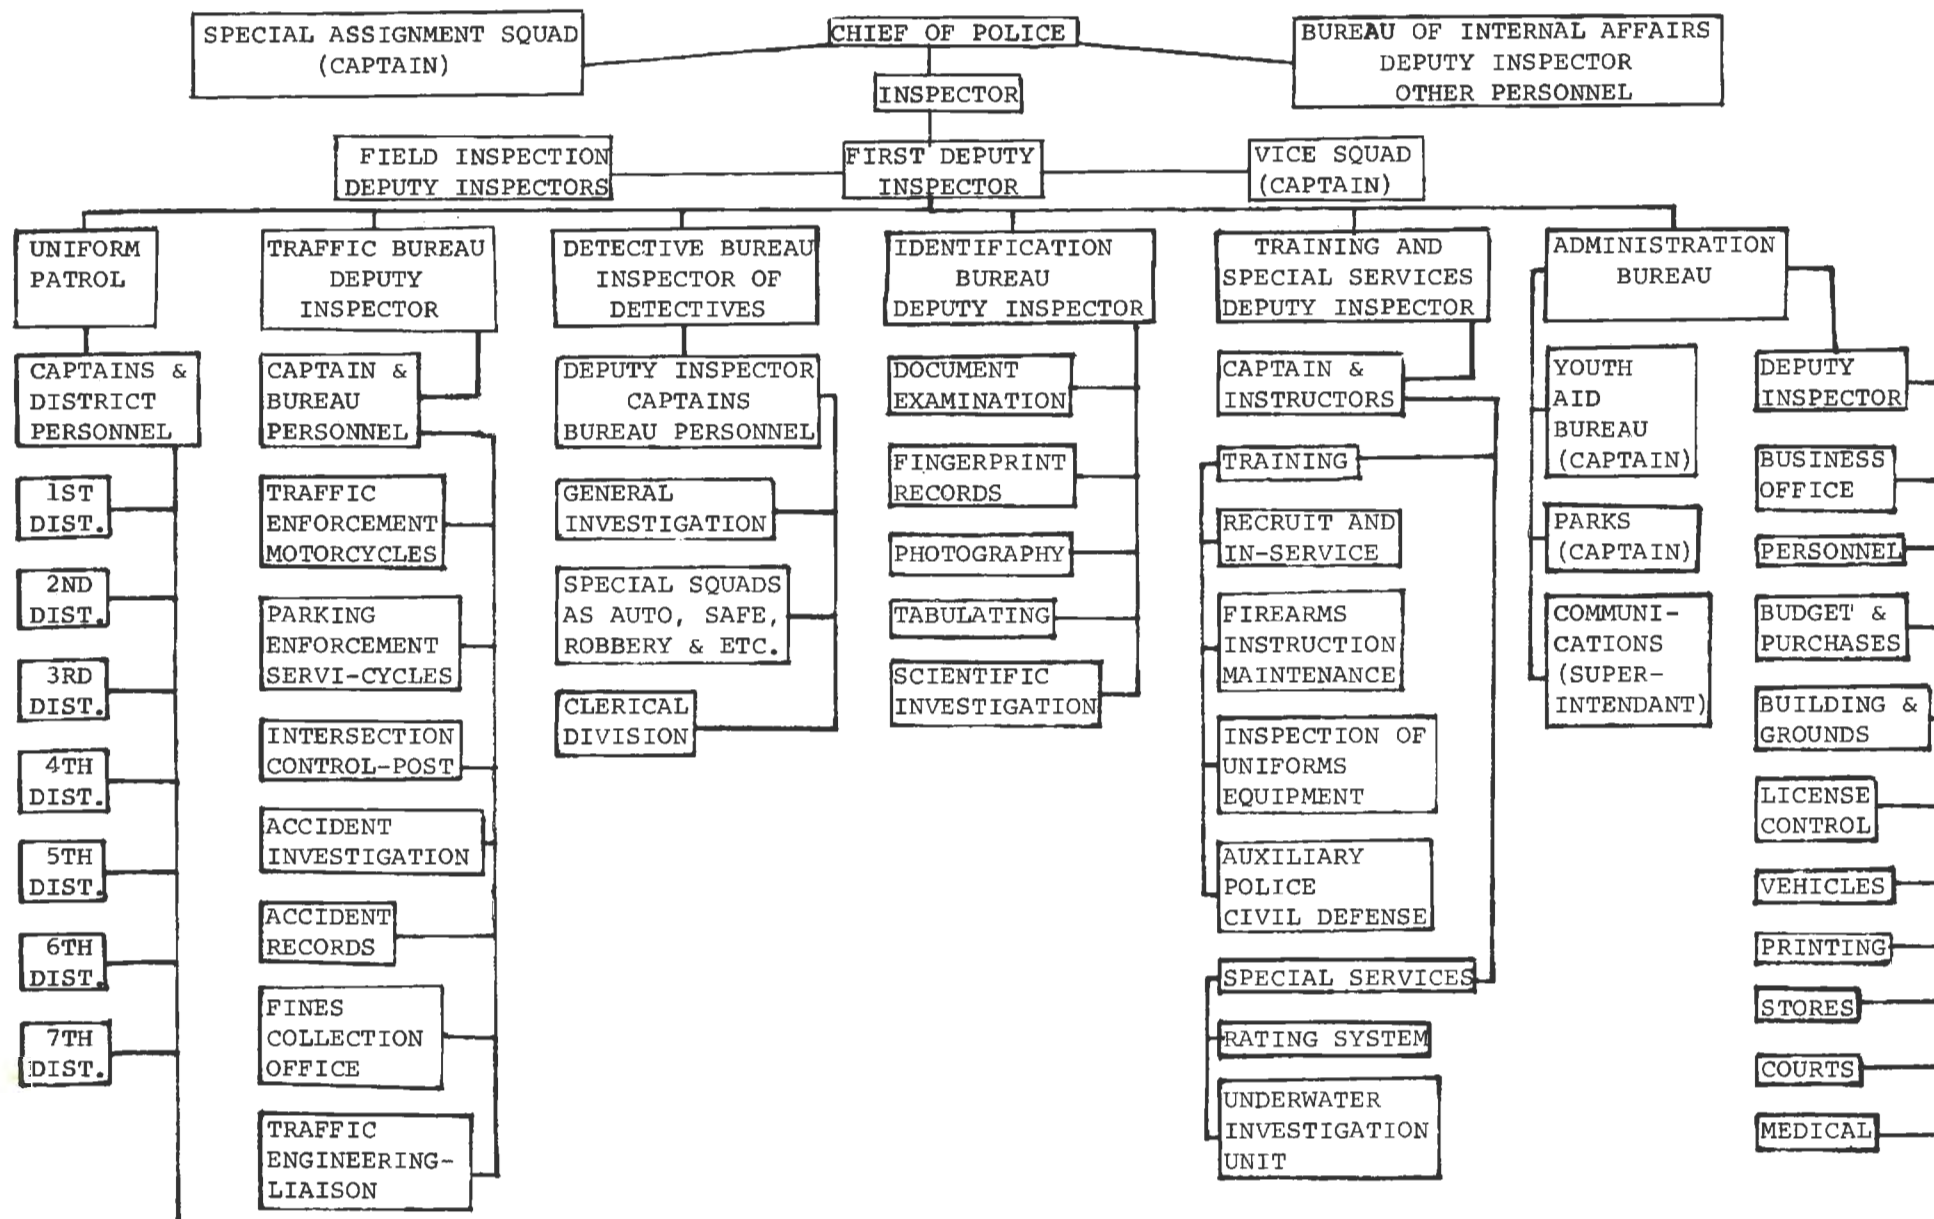 SPECIAL ASSIGNMENT SQUAD
(CAPTAIN)
CHIEF OF POLICE
BUREAU OF INTERNAL AFFAIRS
DEPUTY INSPECTOR
OTHER PERSONNEL
INSPECTOR
FIELD INSPECTION
DEPUTY INSPECTORS
FIRST DEPUTY
INSPECTOR
VICE SQUAD
(CAPTAIN)
UNIFORM
PATROL
CAPTAINS &
DISTRICT
PERSONNEL
1ST
DIST.
2ND
DIST.
3RD
DIST.
4TH
DIST.
5TH
DIST.
6TH
DIST.
7TH
DIST.
TRAFFIC BUREAU
DEPUTY
INSPECTOR
CAPTAIN &
BUREAU
PERSONNEL
TRAFFIC
ENFORCEMENT
MOTORCYCLES
PARKING
ENFORCEMENT
SERVI-CYCLES
INTERSECTION
CONTROL-POST
ACCIDENT
INVESTIGATION
ACCIDENT
RECORDS
FINES
COLLECTION
OFFICE
TRAFFIC
ENGINEERING-
LIAISON
DETECTIVE BUREAU
INSPECTOR OF
DETECTIVES
DEPUTY INSPECTOR
CAPTAINS
BUREAU PERSONNEL
GENERAL
INVESTIGATION
SPECIAL SQUADS
AS AUTO, SAFE,
ROBBERY & ETC.
CLERICAL
DIVISION
IDENTIFICATION
BUREAU
DEPUTY INSPECTOR
DOCUMENT
EXAMINATION
FINGERPRINT
RECORDS
PHOTOGRAPHY
TABULATING
SCIENTIFIC
INVESTIGATION
TRAINING AND
SPECIAL SERVICES
DEPUTY INSPECTOR
CAPTAIN &
INSTRUCTORS
TRAINING
RECRUIT AND
IN-SERVICE
FIREARMS
INSTRUCTION
MAINTENANCE
INSPECTION OF
UNIFORMS
EQUIPMENT
AUXILIARY
POLICE
CIVIL DEFENSE
SPECIAL SERVICES
RATING SYSTEM
UNDERWATER
INVESTIGATION
UNIT
ADMINISTRATION
BUREAU
YOUTH
AID
BUREAU
(CAPTAIN)
PARKS
(CAPTAIN)
COMMUNI-
CATIONS
(SUPER-
INTENDANT)
DEPUTY
INSPECTOR
BUSINESS
OFFICE
PERSONNEL
BUDGET &
PURCHASES
BUILDING &
GROUNDS
LICENSE
CONTROL
VEHICLES
PRINTING
STORES
COURTS
MEDICAL